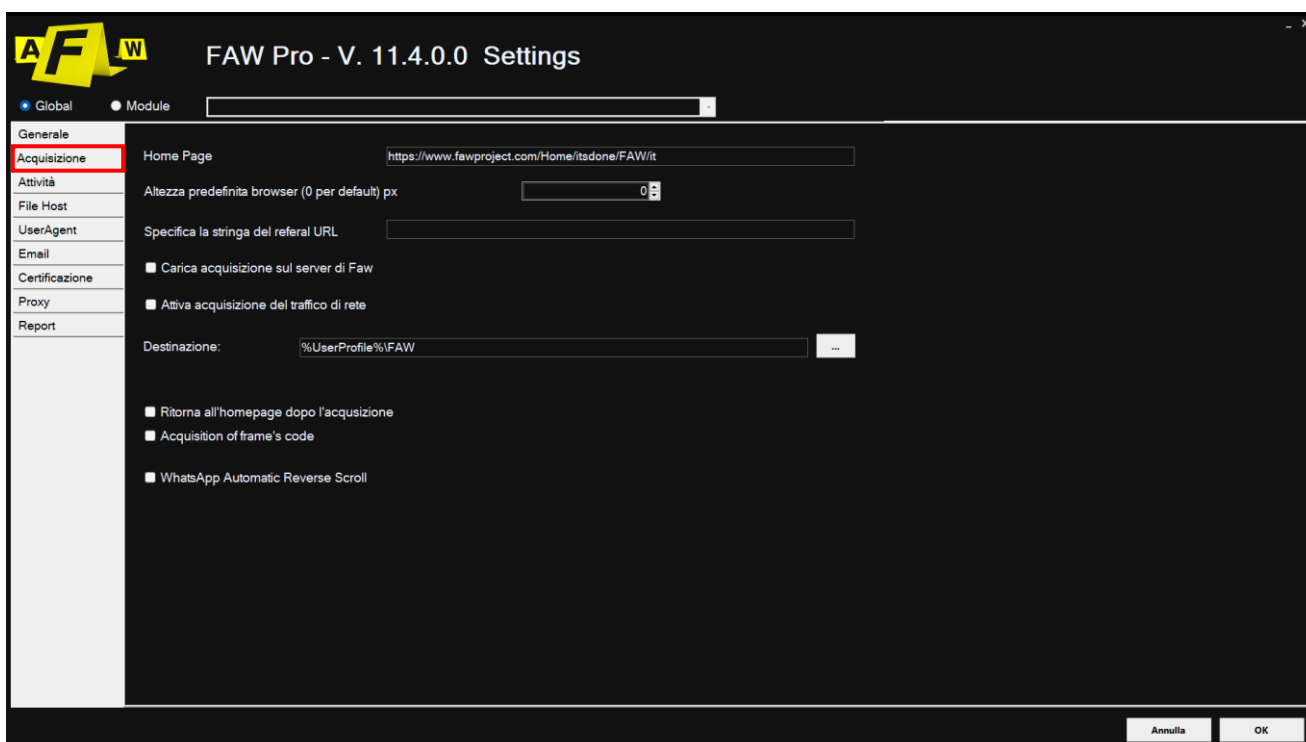 A F W
FAW Pro - V. 11.4.0.0 Settings
Global Module
Generale
Acquisizione
Attività
File Host
UserAgent
Email
Certificazione
Proxy
Report
Home Page https://www.fawproject.com/Home/itsdone/FAW/it
Altezza predefinita browser (0 per default) px 0
Specifica la stringa del referal URL
Carica acquisizione sul server di Faw
Attiva acquisizione del traffico di rete
Destinazione: %UserProfile%\FAW ...
Ritorna all'homepage dopo l'acqusizione
Acquisition of frame's code
WhatsApp Automatic Reverse Scroll
Annulla OK